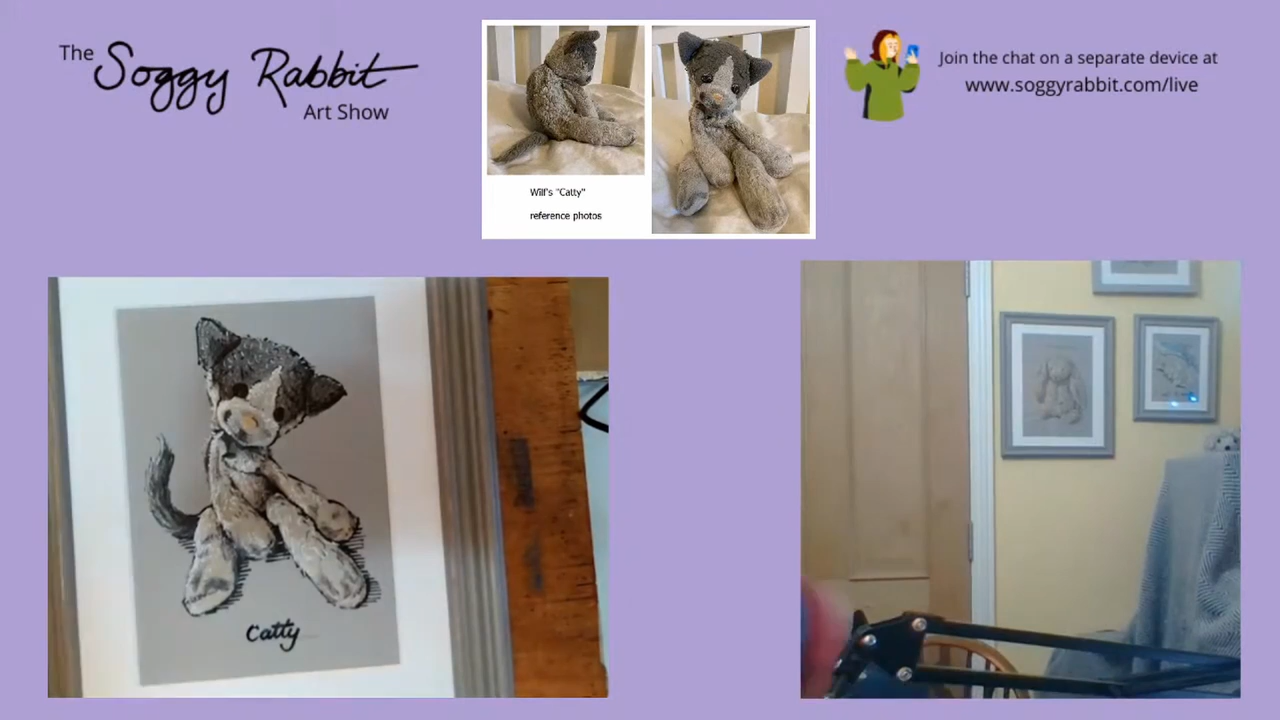 The Soggy Rabbit
Art Show
Wilf's "Catty"
reference photos
Join the chat on a separate device at
www.soggyrabbit.com/live
Catty